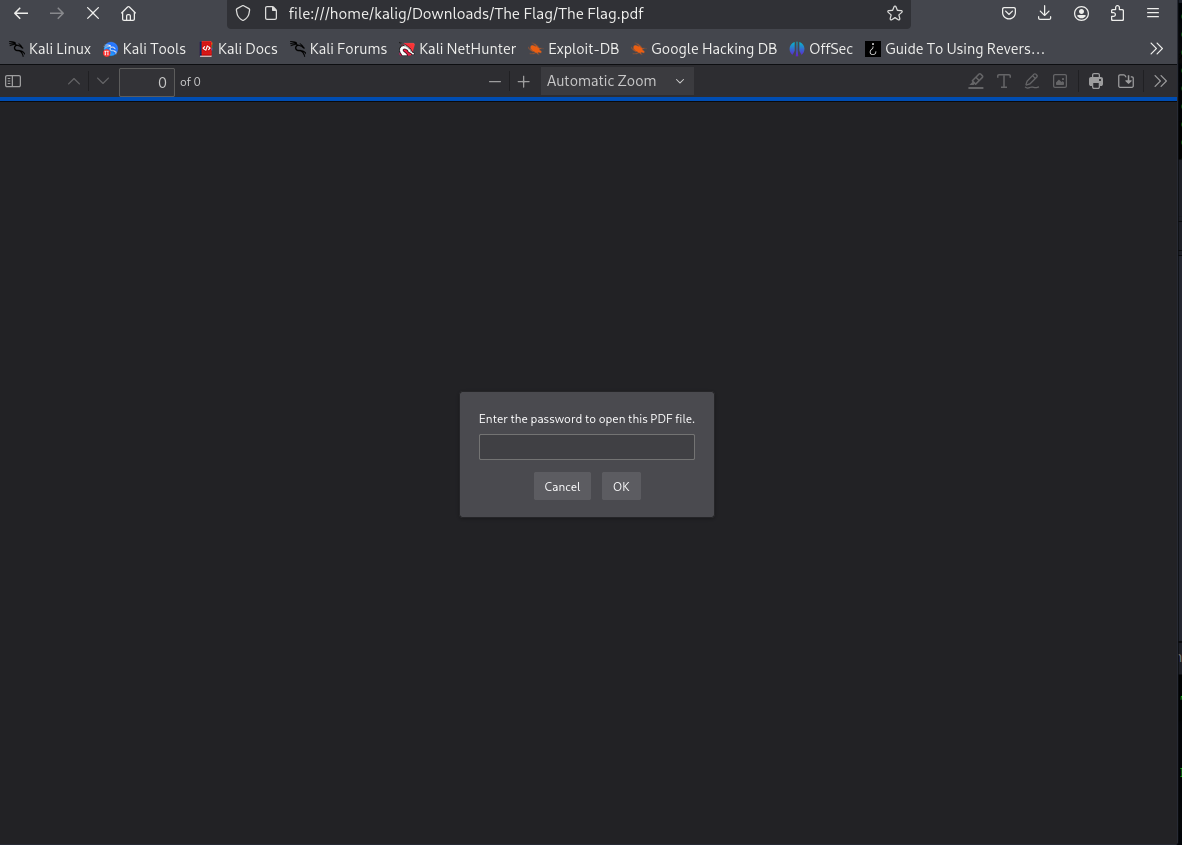 file:///home/kalig/Downloads/The Flag/The Flag.pdf
Kali Linux Kali Tools Kali Docs Kali Forums Kali NetHunter Exploit-DB Google Hacking DB OffSec Guide To Using Revers…
0 of 0 Automatic Zoom
Enter the password to open this PDF file.
Cancel OK